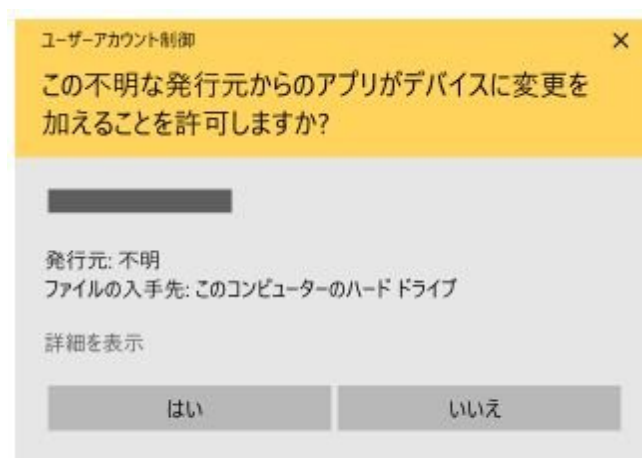 ユーザーアカウント制御
×
この不明な発行元からのアプリがデバイスに変更を
加えることを許可しますか?
発行元: 不明
ファイルの入手先: このコンピューターのハード ドライブ
詳細を表示
はい
いいえ